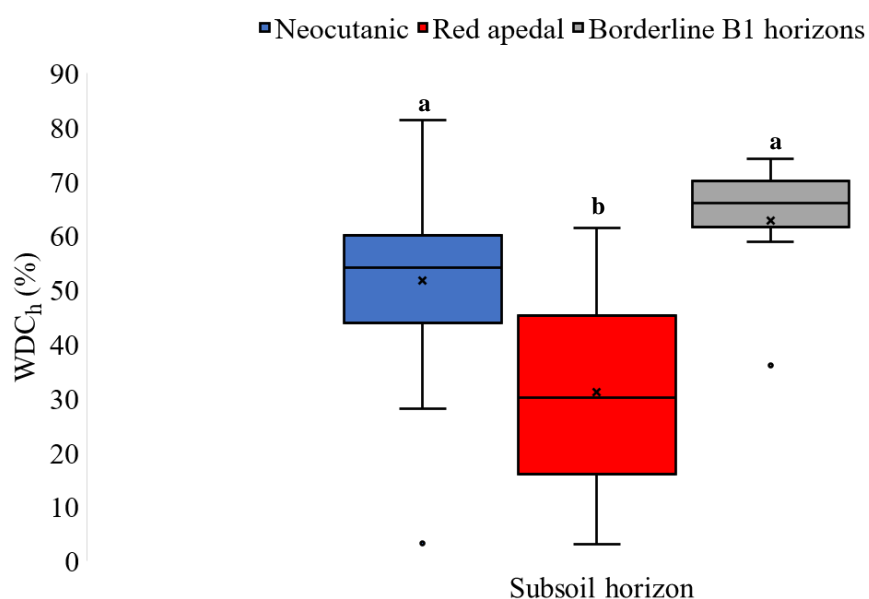 Neocutanic Red apedal Borderline B1 horizons
90
80
70
60
50
40
30
20
10
0
WDCh (%)
a
b
a
Subsoil horizon